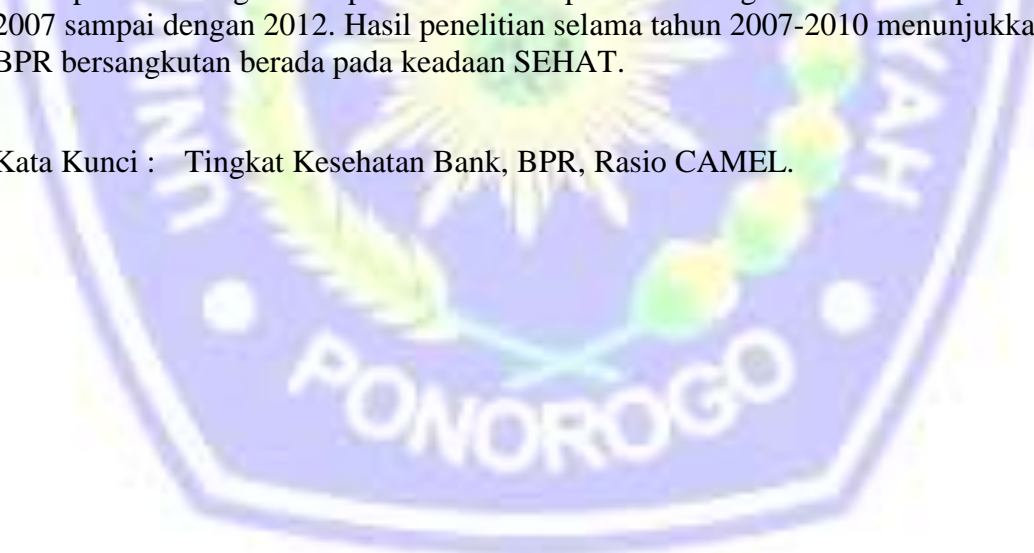 2007 sampai dengan 2012. Hasil penelitian selama tahun 2007-2010 menunjukka
BPR bersangkutan berada pada keadaan SEHAT.
Kata Kunci : Tingkat Kesehatan Bank, BPR, Rasio CAMEL.
PONOROGO